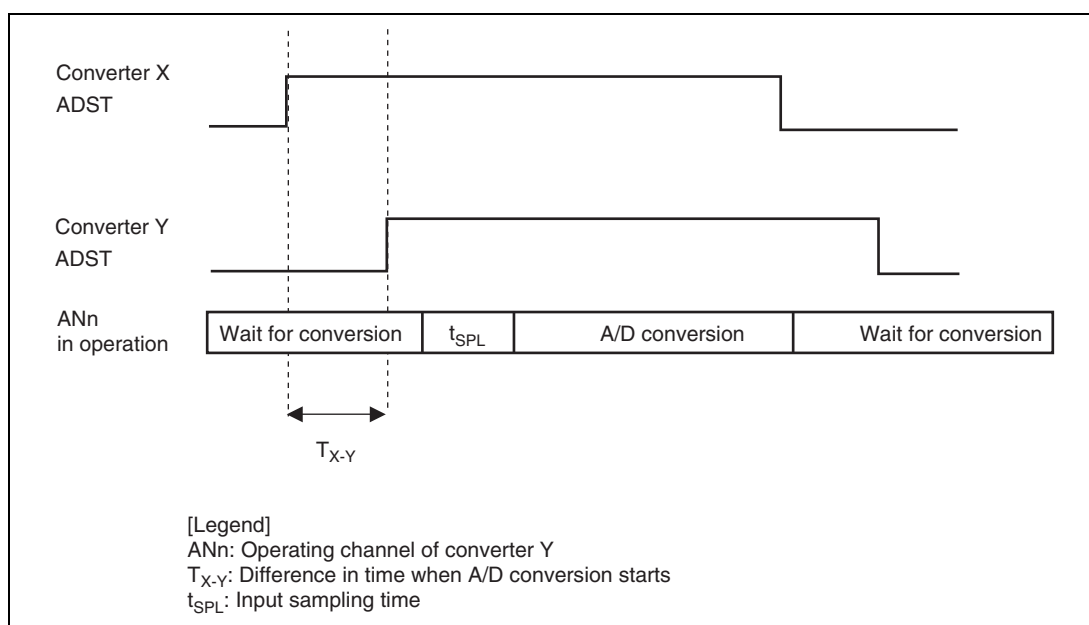 Converter X
ADST
Converter Y
ADST
ANn
in operation
Wait for conversion
tSPL
A/D conversion
Wait for conversion
TX-Y
[Legend]
ANn: Operating channel of converter Y
TX-Y: Difference in time when A/D conversion starts
tSPL: Input sampling time